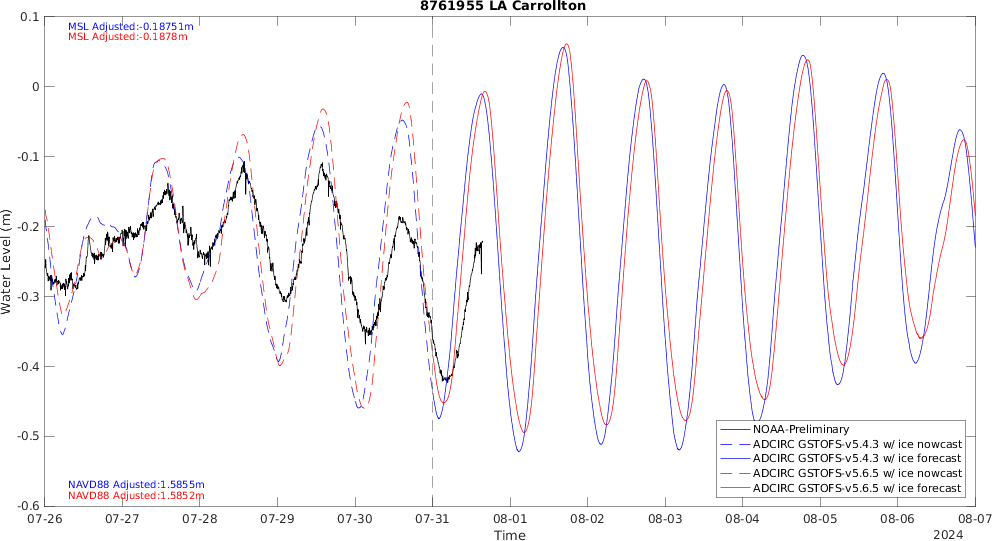 8761955 LA Carrollton
MSL Adjusted:-0.18751m
MSL Adjusted:-0.1878m
0.1
0
-0.1
-0.2
-0.3
-0.4
-0.5
-0.6
Water Level (m)
NOAA-Preliminary
ADCIRC GSTOFS-v5.4.3 w/ ice nowcast
ADCIRC GSTOFS-v5.4.3 w/ ice forecast
ADCIRC GSTOFS-v5.6.5 w/ ice nowcast
ADCIRC GSTOFS-v5.6.5 w/ ice forecast
NAVD88 Adjusted:1.5855m
NAVD88 Adjusted:1.5852m
07-26 07-27 07-28 07-29 07-30 07-31 08-01 08-02 08-03 08-04 08-05 08-06 08-07
Time
2024